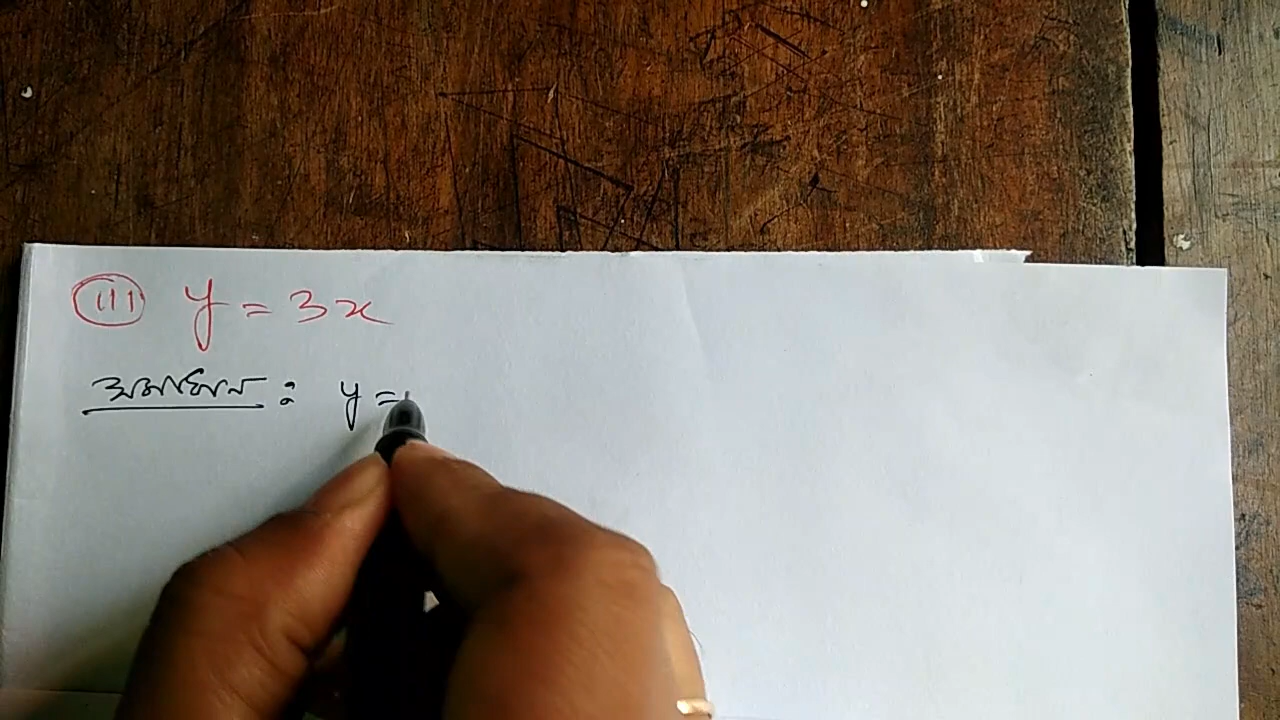 (iii) y = 3x
সমাধান : y =